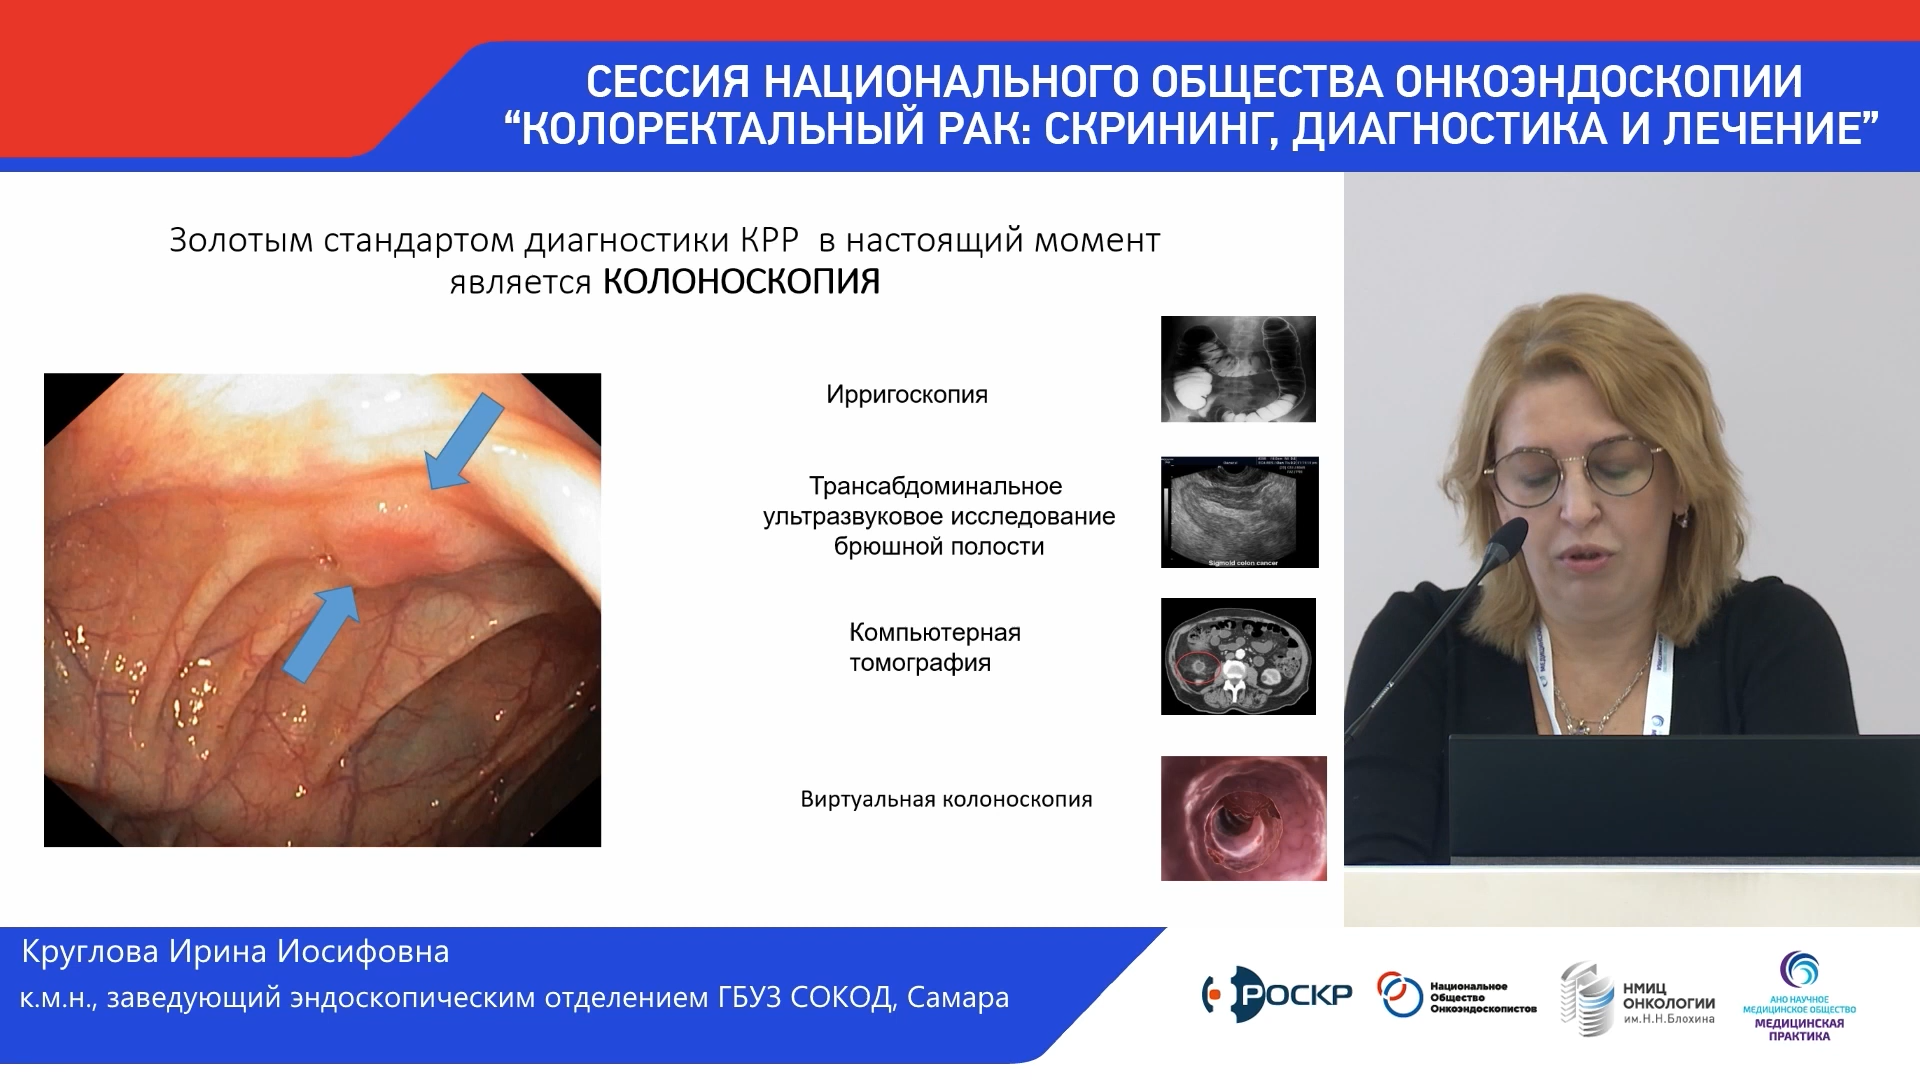 СЕССИЯ НАЦИОНАЛЬНОГО ОБЩЕСТВА ОНКОЭНДОСКОПИИ
“КОЛОРЕКТАЛЬНЫЙ РАК: СКРИНИНГ, ДИАГНОСТИКА И ЛЕЧЕНИЕ”
Золотым стандартом диагностики КРР в настоящий момент
является КОЛОНОСКОПИЯ
Ирригоскопия
Трансабдоминальное
ультразвуковое исследование
брюшной полости
Sigmoid colon cancer
Компьютерная
томография
Виртуальная колоноскопия
Круглова Ирина Иосифовна
к.м.н., заведующий эндоскопическим отделением ГБУЗ СОКОД, Самара
РОСКР
Национальное
Общество
Онкоэндоскопистов
НМИЦ
ОНКОЛОГИИ
им.Н.Н.Блохина
АНО НАУЧНОЕ
МЕДИЦИНСКОЕ ОБЩЕСТВО
МЕДИЦИНСКАЯ
ПРАКТИКА